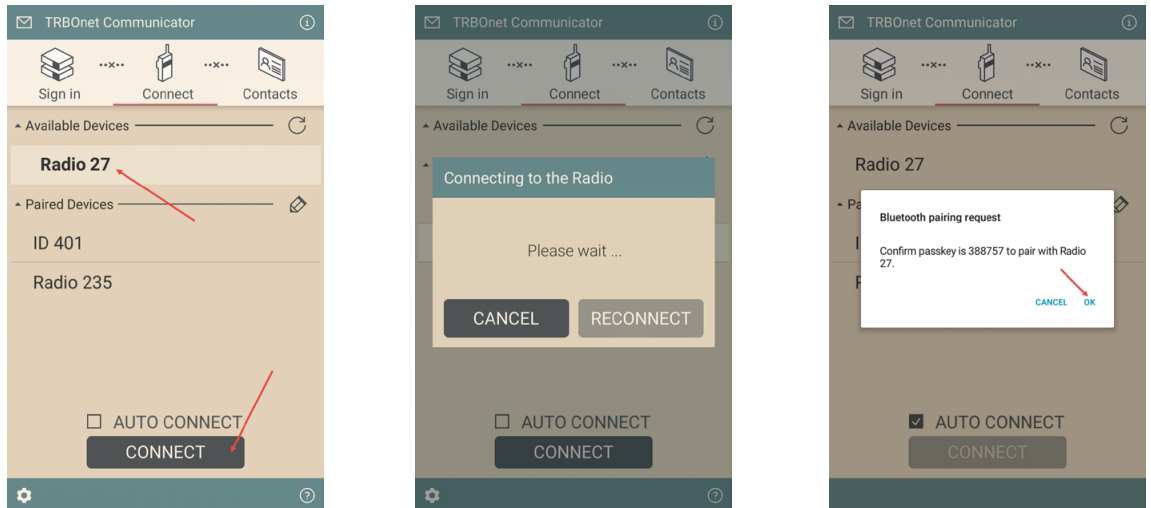 TRBOnet Communicator
Sign in
Connect
Contacts
Available Devices
Radio 27
Paired Devices
ID 401
Radio 235
AUTO CONNECT
CONNECT
TRBOnet Communicator
Sign in
Connect
Contacts
Available Devices
Connecting to the Radio
Please wait ...
CANCEL
RECONNECT
AUTO CONNECT
CONNECT
TRBOnet Communicator
Sign in
Connect
Contacts
Available Devices
Radio 27
Pa
Bluetooth pairing request
Confirm passkey is 388757 to pair with Radio
27.
CANCEL OK
AUTO CONNECT
CONNECT